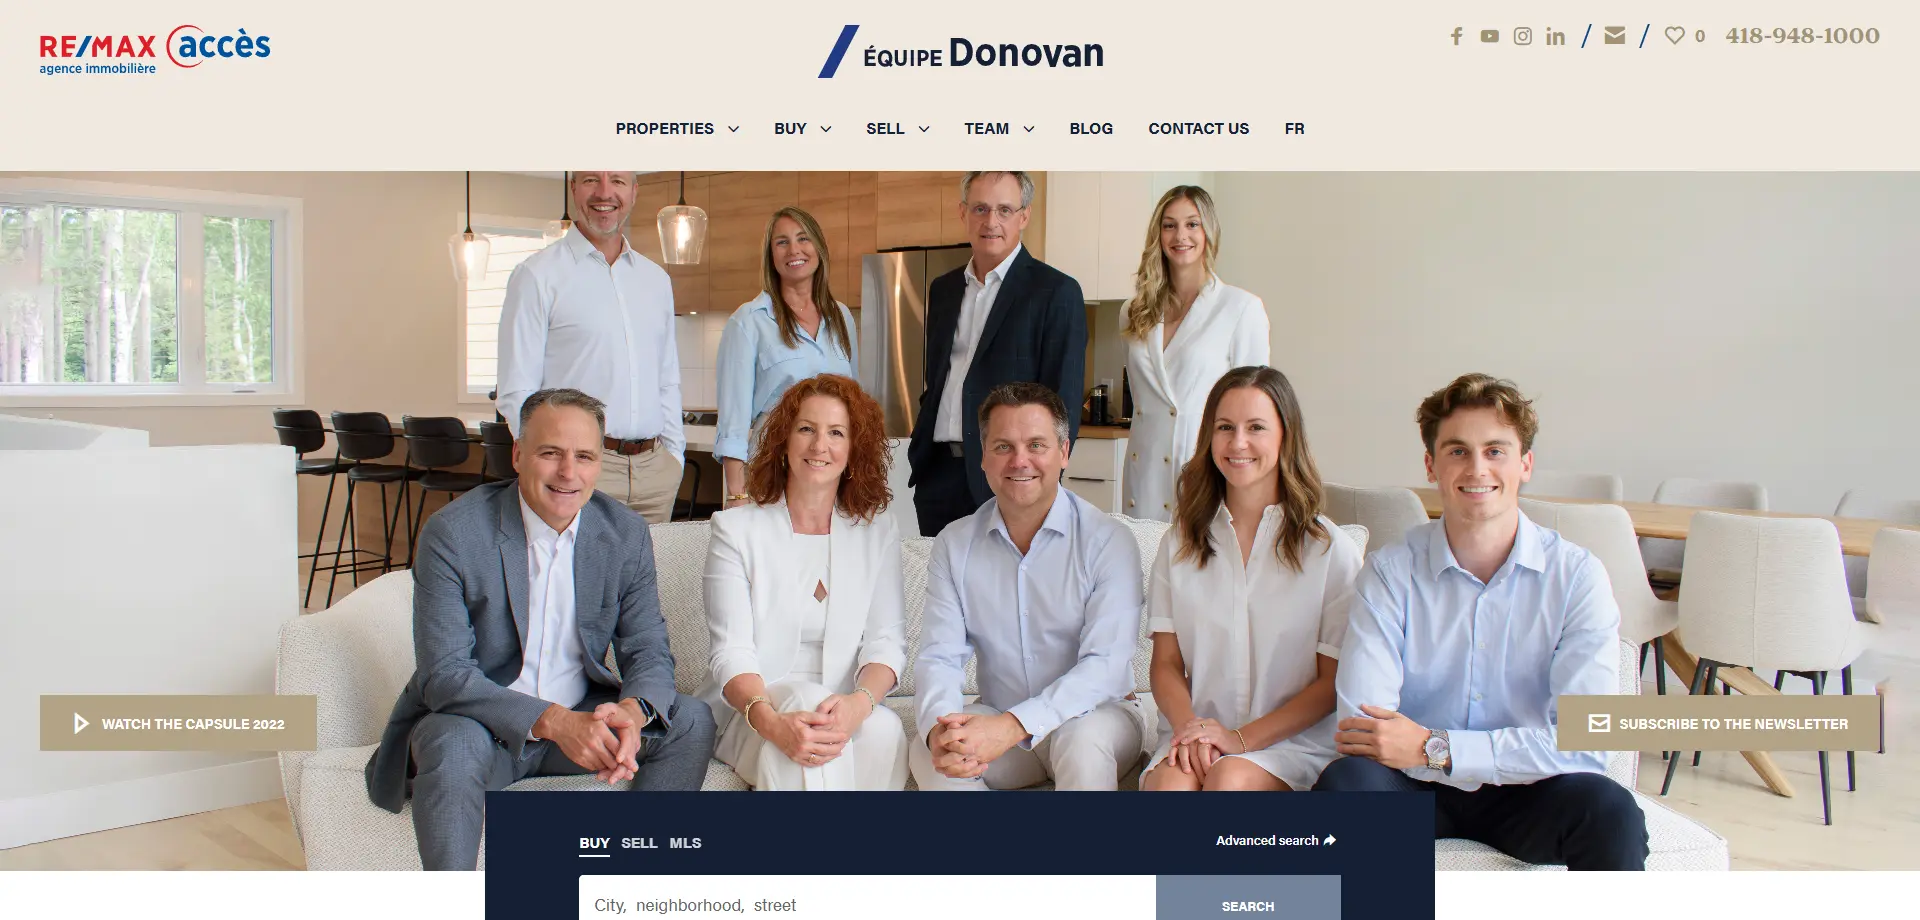 RE/MAX accès
agence immobilière
ÉQUIPE Donovan
0 418-948-1000
PROPERTIES BUY SELL TEAM BLOG CONTACT US FR
WATCH THE CAPSULE 2022
SUBSCRIBE TO THE NEWSLETTER
BUY SELL MLS
Advanced search
City, neighborhood, street
SEARCH